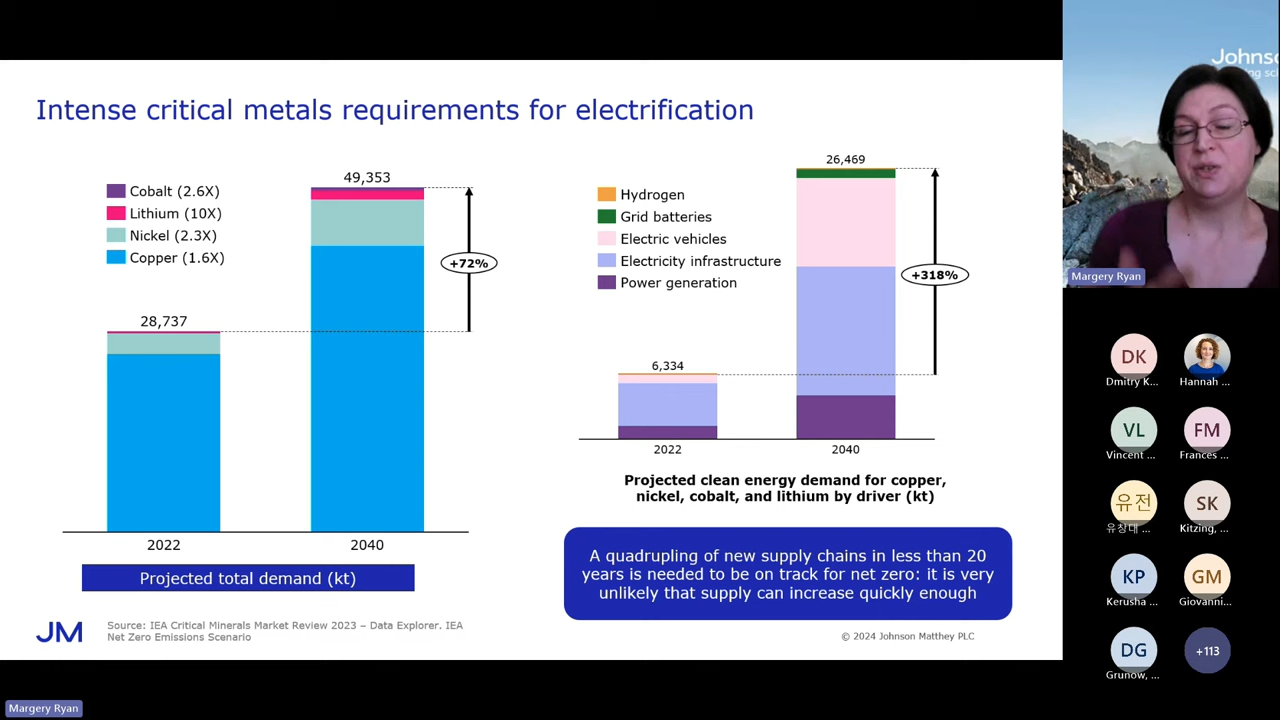 Intense critical metals requirements for electrification
Cobalt (2.6X)
Lithium (10X)
Nickel (2.3X)
Copper (1.6X)
28,737
49,353
+72%
2022
2040
Projected total demand (kt)
Hydrogen
Grid batteries
Electric vehicles
Electricity infrastructure
Power generation
6,334
26,469
+318%
2022
2040
Projected clean energy demand for copper,
nickel, cobalt, and lithium by driver (kt)
A quadrupling of new supply chains in less than 20
years is needed to be on track for net zero: it is very
unlikely that supply can increase quickly enough
JM
Source: IEA Critical Minerals Market Review 2023 – Data Explorer. IEA
Net Zero Emissions Scenario
© 2024 Johnson Matthey PLC
Johns
ng sci
Margery Ryan
DK
Dmitry K...
Hannah ...
VL
Vincent ...
FM
Frances ...
유전
유창대 ...
SK
Kitzing, ...
KP
Kerusha ...
GM
Giovanni...
DG
Grunow, ...
+113
Margery Ryan